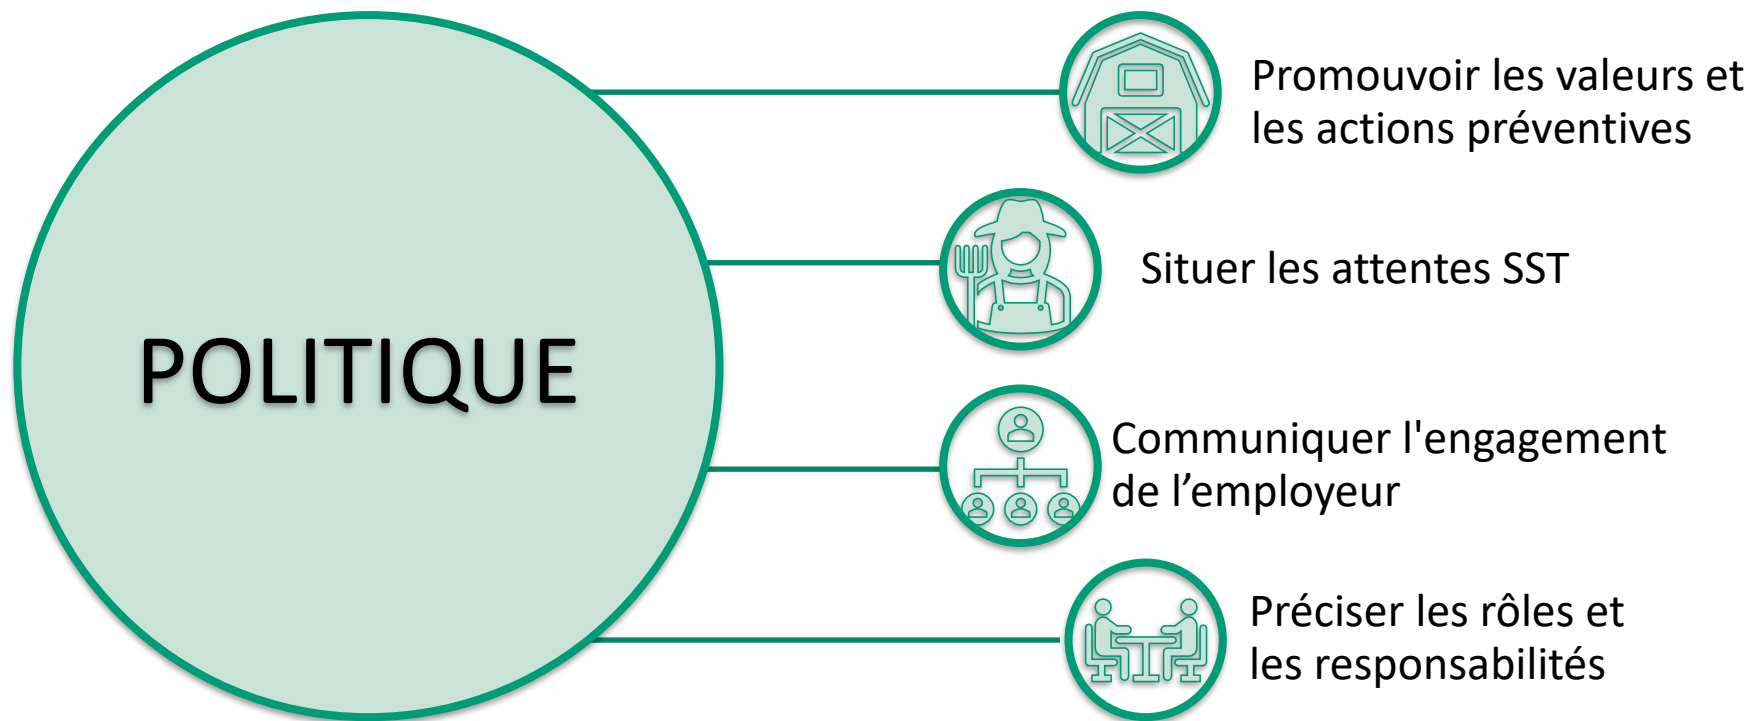 POLITIQUE
Promouvoir les valeurs et
les actions préventives
Situer les attentes SST
Communiquer l'engagement
de l’employeur
Préciser les rôles et
les responsabilités